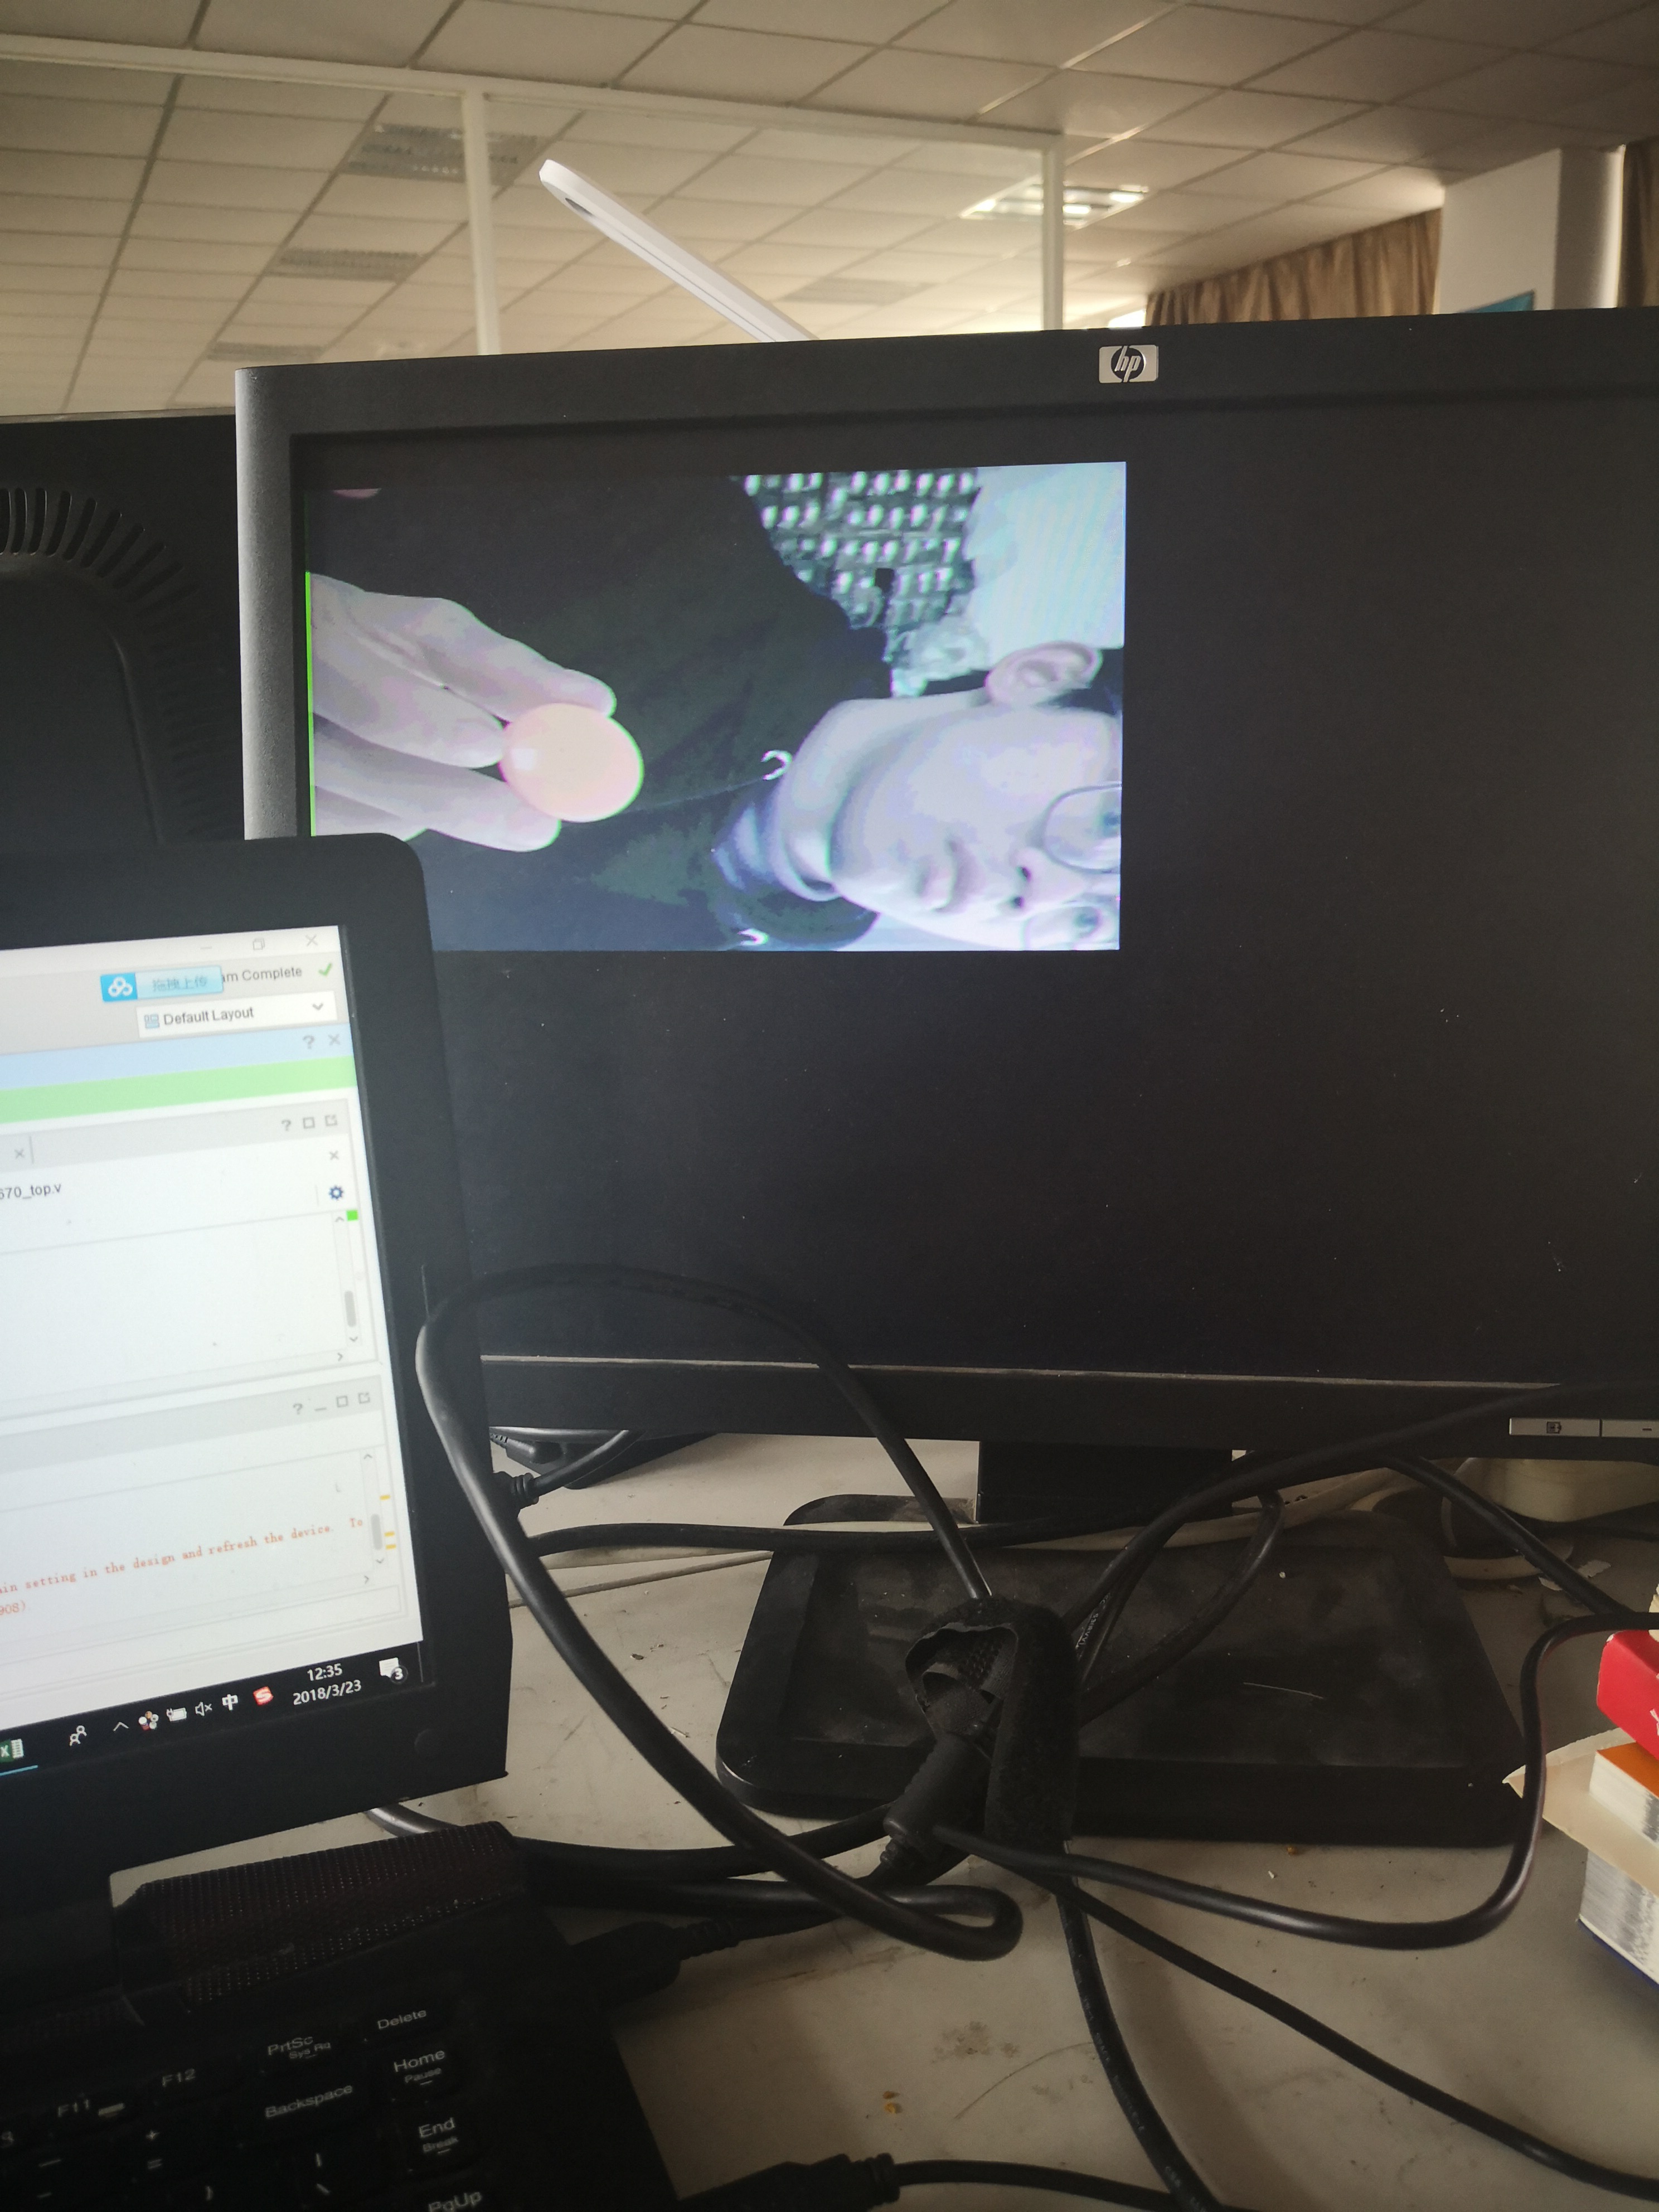 hp
拖拽上传
am Complete
Default Layout
670_top.v
in setting in the design and refresh the device. To
908)
12:35
2018/3/23
中
3
Delete
PrtSc
Sys Rq
Home
Pause
F12
F11
Backspace
End
Break
PgUp